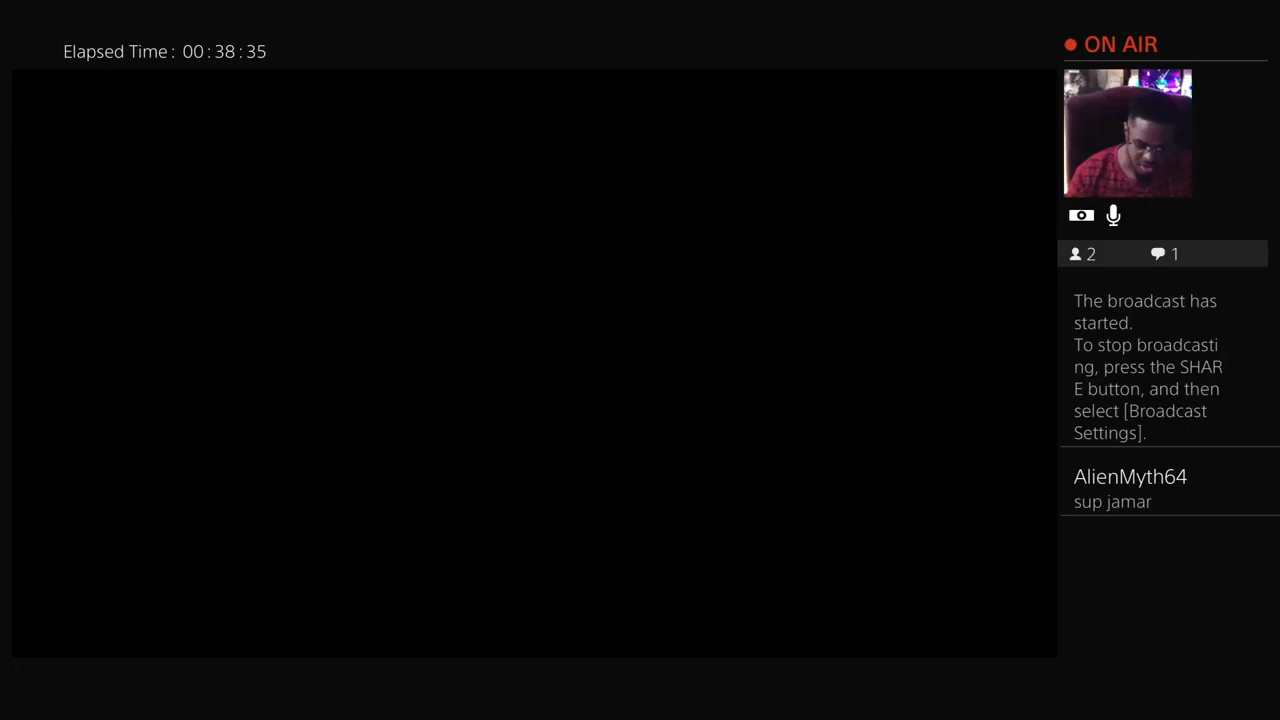 Elapsed Time : 00 : 38 : 35
ON AIR
2 1
The broadcast has
started.
To stop broadcasti
ng, press the SHAR
E button, and then
select [Broadcast
Settings].
AlienMyth64
sup jamar